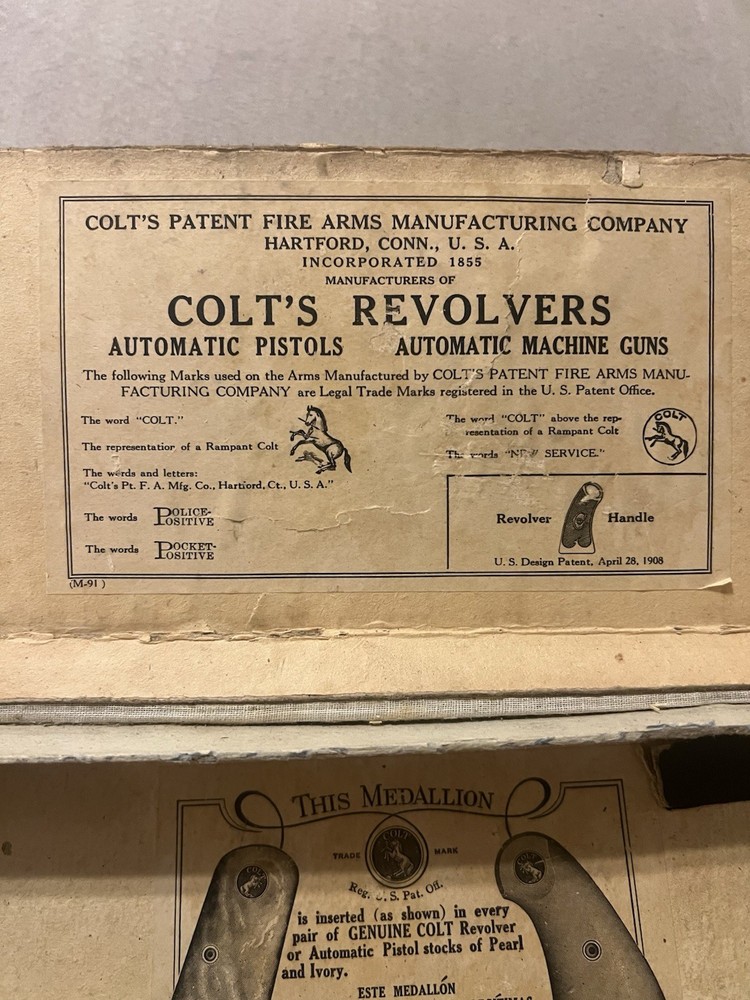 COLT'S PATENT FIRE ARMS MANUFACTURING COMPANY
HARTFORD, CONN., U. S. A.
INCORPORATED 1855
MANUFACTURERS OF
COLT'S REVOLVERS
AUTOMATIC PISTOLS AUTOMATIC MACHINE GUNS
The following Marks used on the Arms Manufactured by COLT'S PATENT FIRE ARMS MANU-
FACTURING COMPANY are Legal Trade Marks registered in the U. S. Patent Office.
The word "COLT."
The representation of a Rampant Colt
The words and letters:
"Colt's Pt. F. A. Mfg. Co., Hartford, Ct., U. S. A."
The words POLICE-
POSITIVE
The words POCKET-
POSITIVE
The word "COLT" above the rep-
resentation of a Rampant Colt
COLT
The words "NEW SERVICE."
Revolver Handle
U. S. Design Patent, April 28, 1908
(M-91 )
THIS MEDALLION
COLT
TRADE MARK
Reg. U. S. Pat. Off.
COLT
COLT
is inserted (as shown) in every
pair of GENUINE COLT Revolver
or Automatic Pistol stocks of Pearl
and Ivory.
ESTE MEDALLÓN